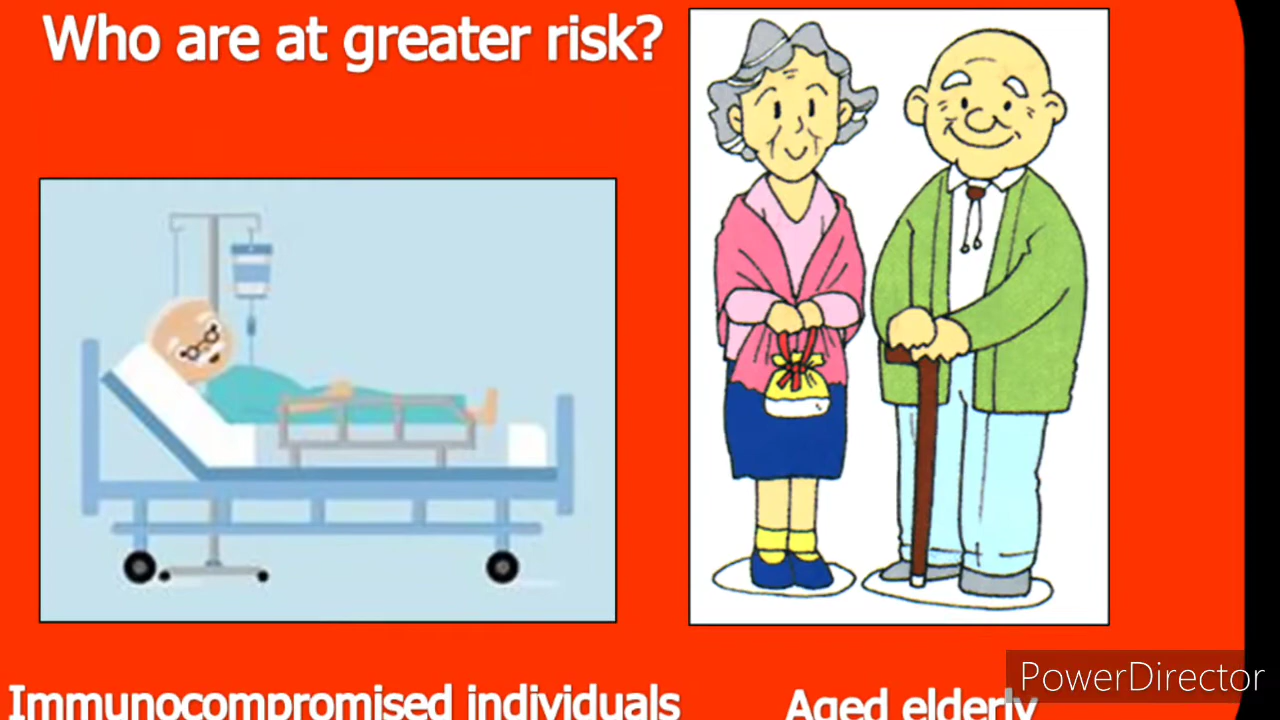 Who are at greater risk?
Immunocompromised individuals
Aged elderly
PowerDirector